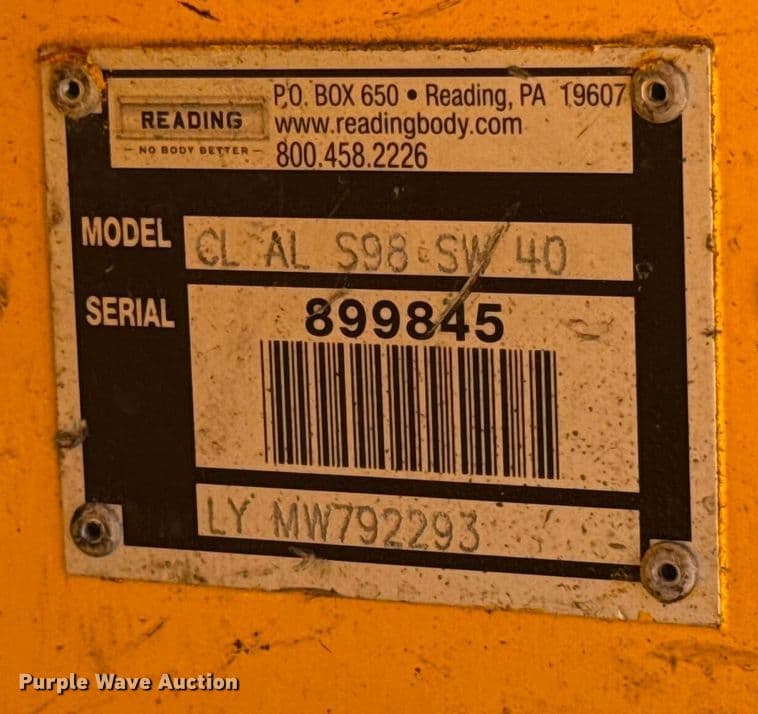 READING
NO BODY BETTER
P.O. BOX 650 • Reading, PA 19607
www.readingbody.com
800.458.2226
MODEL CL AL S98 SW 40
SERIAL 899845
LY MW792293
Purple Wave Auction